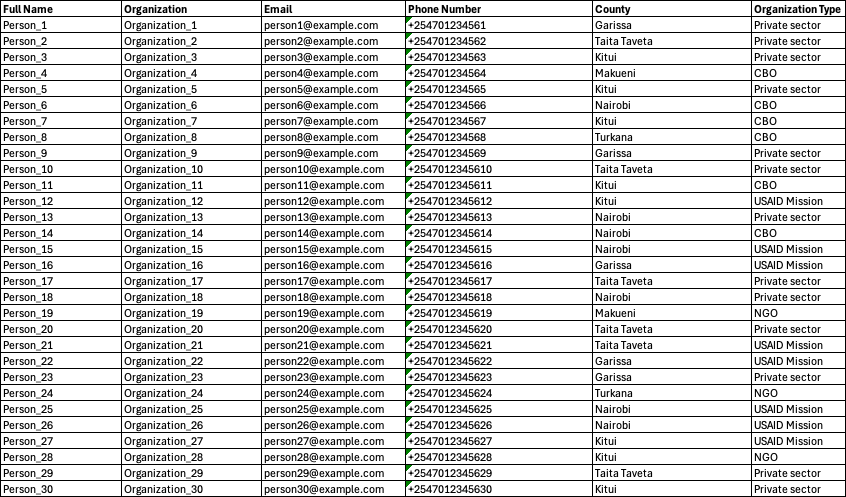 Full Name Organization Email Phone Number County Organization Type
Person_1 Organization_1 person1@example.com +254701234561 Garissa Private sector
Person_2 Organization_2 person2@example.com +254701234562 Taita Taveta Private sector
Person_3 Organization_3 person3@example.com +254701234563 Kitui Private sector
Person_4 Organization_4 person4@example.com +254701234564 Makueni CBO
Person_5 Organization_5 person5@example.com +254701234565 Kitui Private sector
Person_6 Organization_6 person6@example.com +254701234566 Nairobi CBO
Person_7 Organization_7 person7@example.com +254701234567 Kitui CBO
Person_8 Organization_8 person8@example.com +254701234568 Turkana CBO
Person_9 Organization_9 person9@example.com +254701234569 Garissa Private sector
Person_10 Organization_10 person10@example.com +2547012345610 Taita Taveta Private sector
Person_11 Organization_11 person11@example.com +2547012345611 Kitui CBO
Person_12 Organization_12 person12@example.com +2547012345612 Kitui USAID Mission
Person_13 Organization_13 person13@example.com +2547012345613 Nairobi Private sector
Person_14 Organization_14 person14@example.com +2547012345614 Nairobi CBO
Person_15 Organization_15 person15@example.com +2547012345615 Nairobi USAID Mission
Person_16 Organization_16 person16@example.com +2547012345616 Garissa USAID Mission
Person_17 Organization_17 person17@example.com +2547012345617 Taita Taveta Private sector
Person_18 Organization_18 person18@example.com +2547012345618 Nairobi Private sector
Person_19 Organization_19 person19@example.com +2547012345619 Makueni NGO
Person_20 Organization_20 person20@example.com +2547012345620 Taita Taveta Private sector
Person_21 Organization_21 person21@example.com +2547012345621 Taita Taveta USAID Mission
Person_22 Organization_22 person22@example.com +2547012345622 Garissa USAID Mission
Person_23 Organization_23 person23@example.com +2547012345623 Garissa Private sector
Person_24 Organization_24 person24@example.com +2547012345624 Turkana NGO
Person_25 Organization_25 person25@example.com +2547012345625 Nairobi USAID Mission
Person_26 Organization_26 person26@example.com +2547012345626 Nairobi USAID Mission
Person_27 Organization_27 person27@example.com +2547012345627 Kitui USAID Mission
Person_28 Organization_28 person28@example.com +2547012345628 Kitui NGO
Person_29 Organization_29 person29@example.com +2547012345629 Taita Taveta Private sector
Person_30 Organization_30 person30@example.com +2547012345630 Kitui Private sector